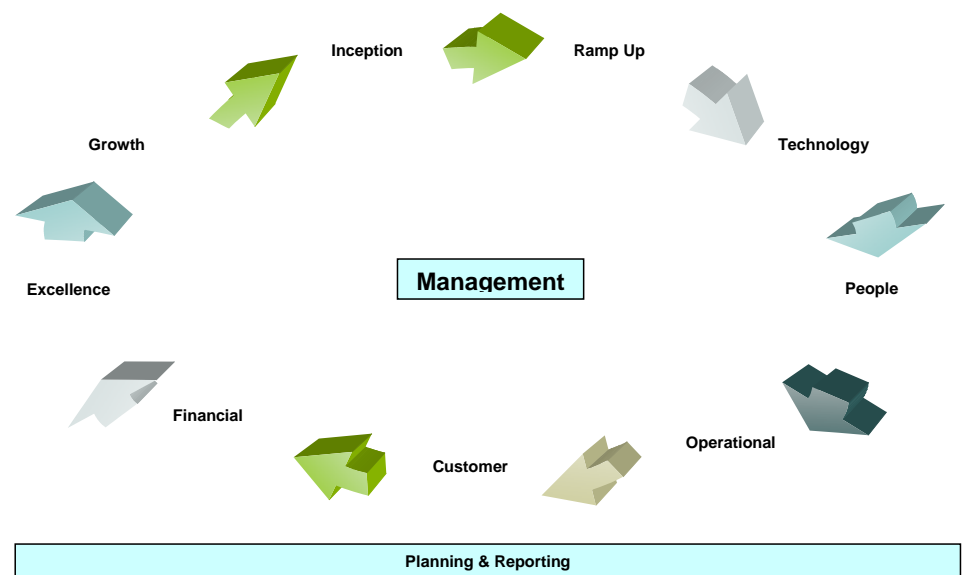 Inception
Ramp Up
Growth
Technology
Management
Excellence
People
Financial
Operational
Customer
Planning & Reporting